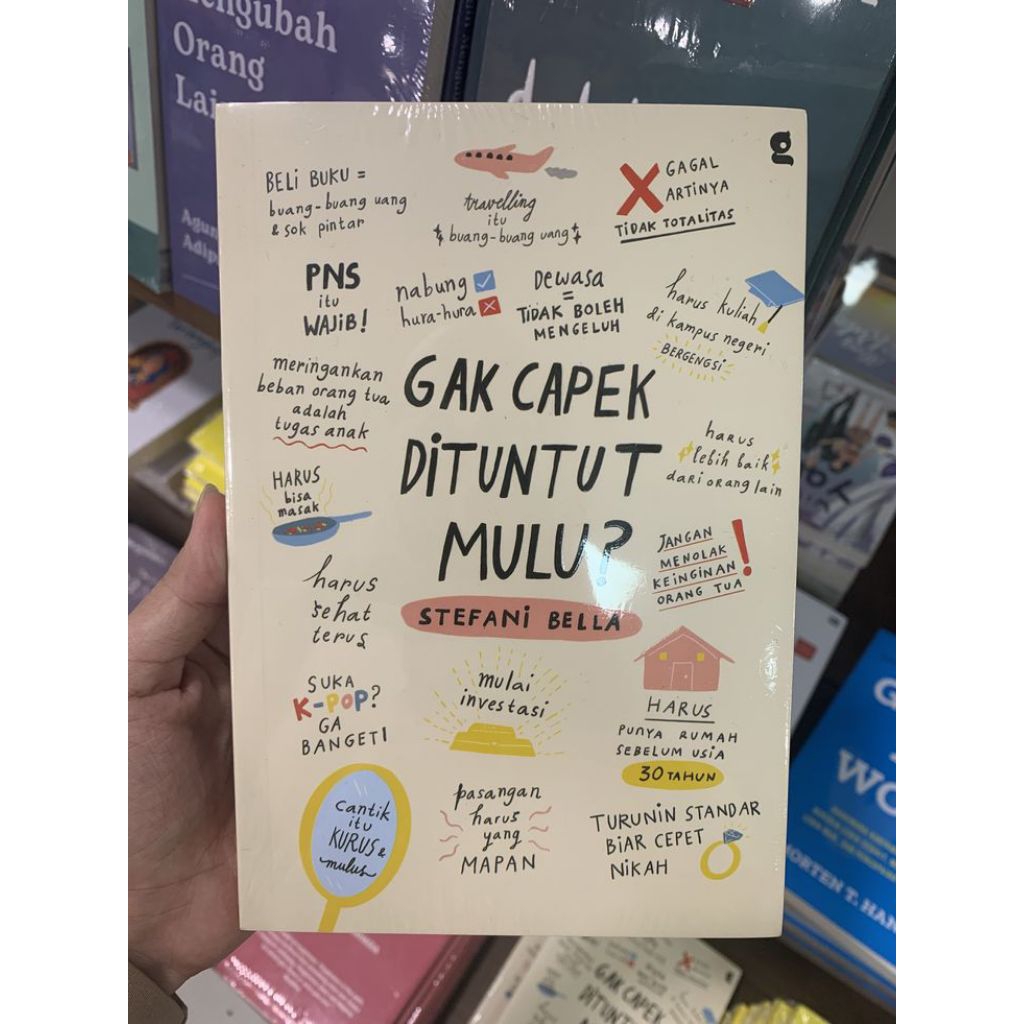 engubah
Orang
Lai
Agun
Adip
g
BELI BUKU =
buang-buang uang
& sok pintar
travelling
itu
buang-buang uang
X GAGAL
ARTINYA
TIDAK TOTALITAS
PNS
itu
WAJIB!
nabung
hura-hura
DEWASA
=
TIDAK BOLEH
MENGELUH
harus kuliah
di kampus negeri
BERGENGSI
meringankan
beban orang tua
adalah
tugas anak
GAK CAPEK
DITUNTUT
MULU?
STEFANI BELLA
harus
lebih baik
dari orang lain
HARUS
bisa
masak
JANGAN
MENOLAK
KEINGINAN
ORANG TUA
!
harus
sehat
terus
SUKA
K-POP?
GA
BANGET!
mulai
investasi
HARUS
PUNYA RUMAH
SEBELUM USIA
30 TAHUN
cantik
itu
KURUS &
mulus
pasangan
harus
yang
MAPAN
TURUNIN STANDAR
BIAR CEPET
NIKAH
G
WO
MORTEN T. HAN
GAK CAPEK
DITUNTUT